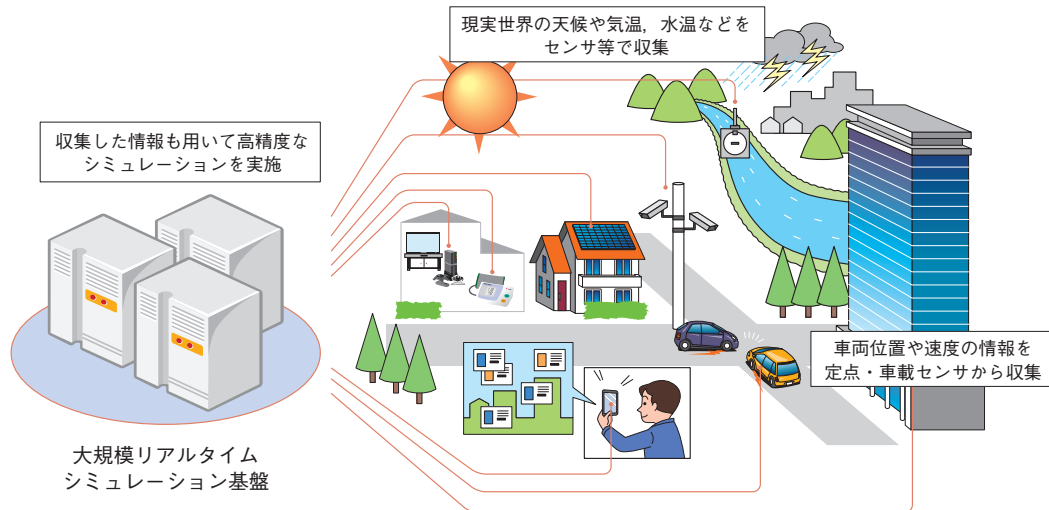 現実世界の天候や気温，水温などを
センサ等で収集
収集した情報も用いて高精度な
シミュレーションを実施
車両位置や速度の情報を
定点・車載センサから収集
大規模リアルタイム
シミュレーション基盤